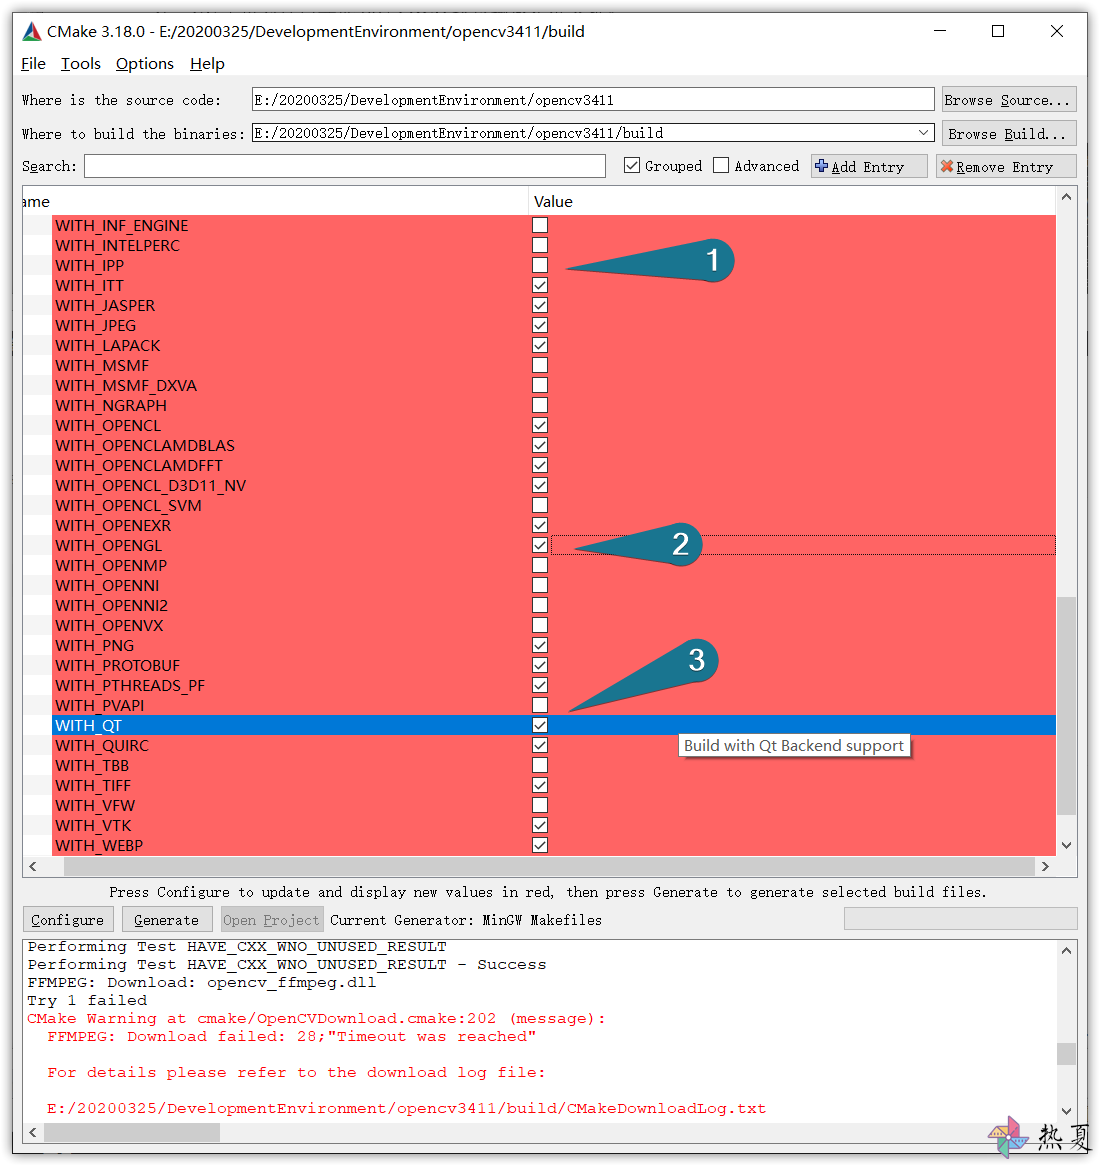 CMake 3.18.0 - E:/20200325/DevelopmentEnvironment/opencv3411/build
File Tools Options Help
Where is the source code: E:/20200325/DevelopmentEnvironment/opencv3411 Browse Source...
Where to build the binaries: E:/20200325/DevelopmentEnvironment/opencv3411/build Browse Build...
Search: Grouped Advanced Add Entry Remove Entry
ame Value
WITH_INF_ENGINE
WITH_INTELPERC
WITH_IPP 1
WITH_ITT
WITH_JASPER
WITH_JPEG
WITH_LAPACK
WITH_MSMF
WITH_MSMF_DXVA
WITH_NGRAPH
WITH_OPENCL
WITH_OPENCLAMDBLAS
WITH_OPENCLAMDFFT
WITH_OPENCL_D3D11_NV
WITH_OPENCL_SVM
WITH_OPENEXR
WITH_OPENGL 2
WITH_OPENMP
WITH_OPENNI
WITH_OPENNI2
WITH_OPENVX
WITH_PNG
WITH_PROTOBUF 3
WITH_PTHREADS_PF
WITH_PVAPI
WITH_QT
WITH_QUIRC Build with Qt Backend support
WITH_TBB
WITH_TIFF
WITH_VFW
WITH_VTK
WITH_WEBP
Press Configure to update and display new values in red, then press Generate to generate selected build files.
Configure Generate Open Project Current Generator: MinGW Makefiles
Performing Test HAVE_CXX_WNO_UNUSED_RESULT
Performing Test HAVE_CXX_WNO_UNUSED_RESULT - Success
FFMPEG: Download: opencv_ffmpeg.dll
Try 1 failed
CMake Warning at cmake/OpenCVDownload.cmake:202 (message):
FFMPEG: Download failed: 28;"Timeout was reached"
For details please refer to the download log file:
E:/20200325/DevelopmentEnvironment/opencv3411/build/CMakeDownloadLog.txt
热夏